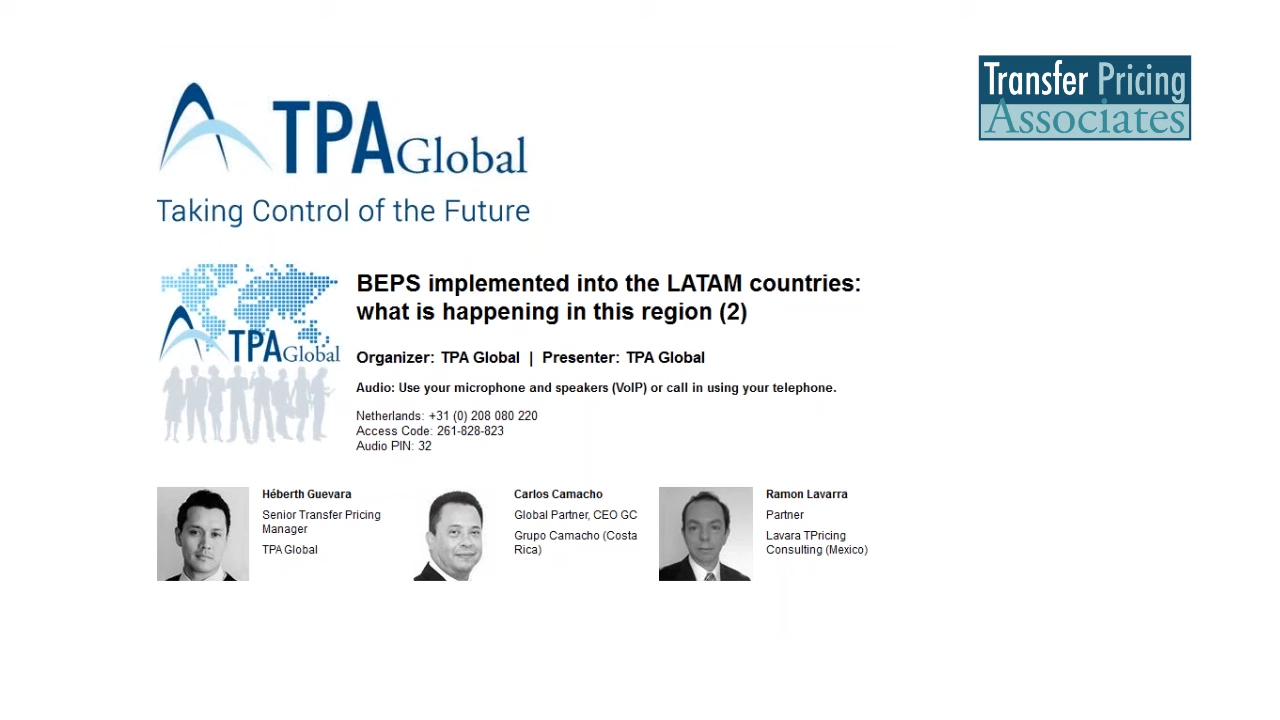 Transfer Pricing
Associates
TPA Global
Taking Control of the Future
BEPS implemented into the LATAM countries:
what is happening in this region (2)
TPA Global
Organizer: TPA Global | Presenter: TPA Global
Audio: Use your microphone and speakers (VoIP) or call in using your telephone.
Netherlands: +31 (0) 208 080 220
Access Code: 261-828-823
Audio PIN: 32
Héberth Guevara
Senior Transfer Pricing
Manager
TPA Global
Carlos Camacho
Global Partner, CEO GC
Grupo Camacho (Costa
Rica)
Ramon Lavarra
Partner
Lavara TPricing
Consulting (Mexico)